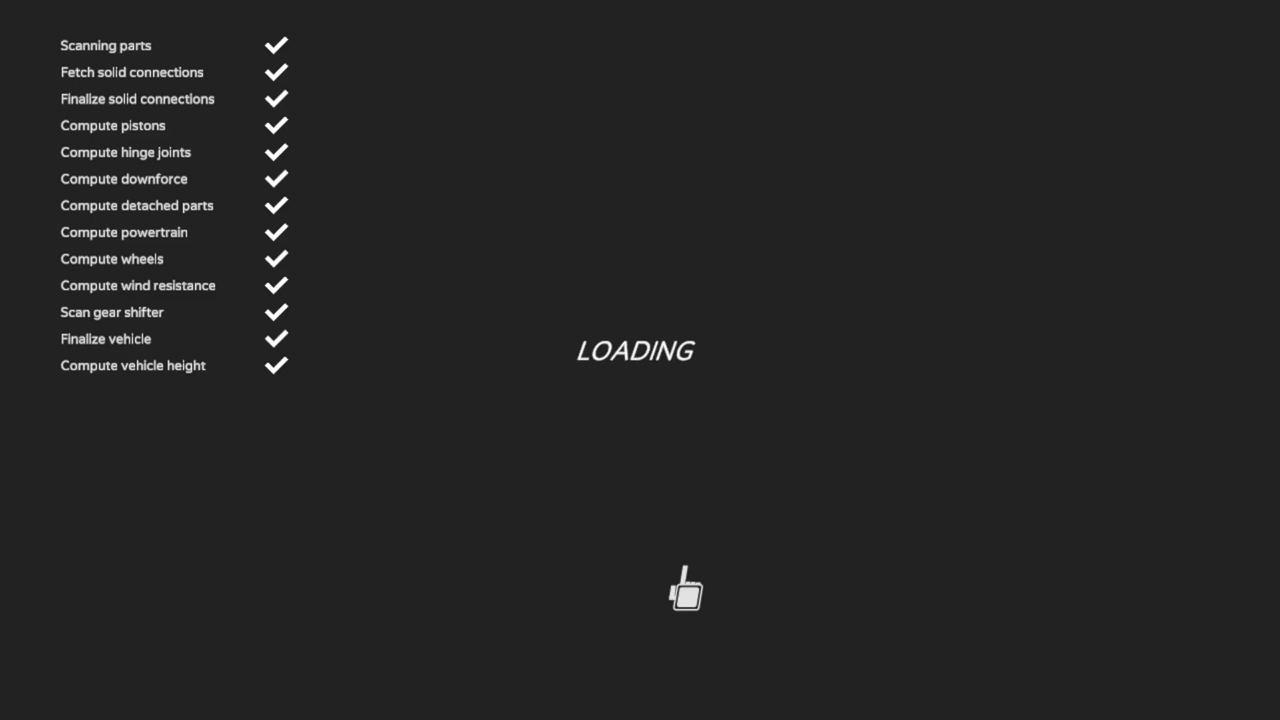 Scanning parts
Fetch solid connections
Finalize solid connections
Compute pistons
Compute hinge joints
Compute downforce
Compute detached parts
Compute powertrain
Compute wheels
Compute wind resistance
Scan gear shifter
Finalize vehicle
Compute vehicle height
LOADING